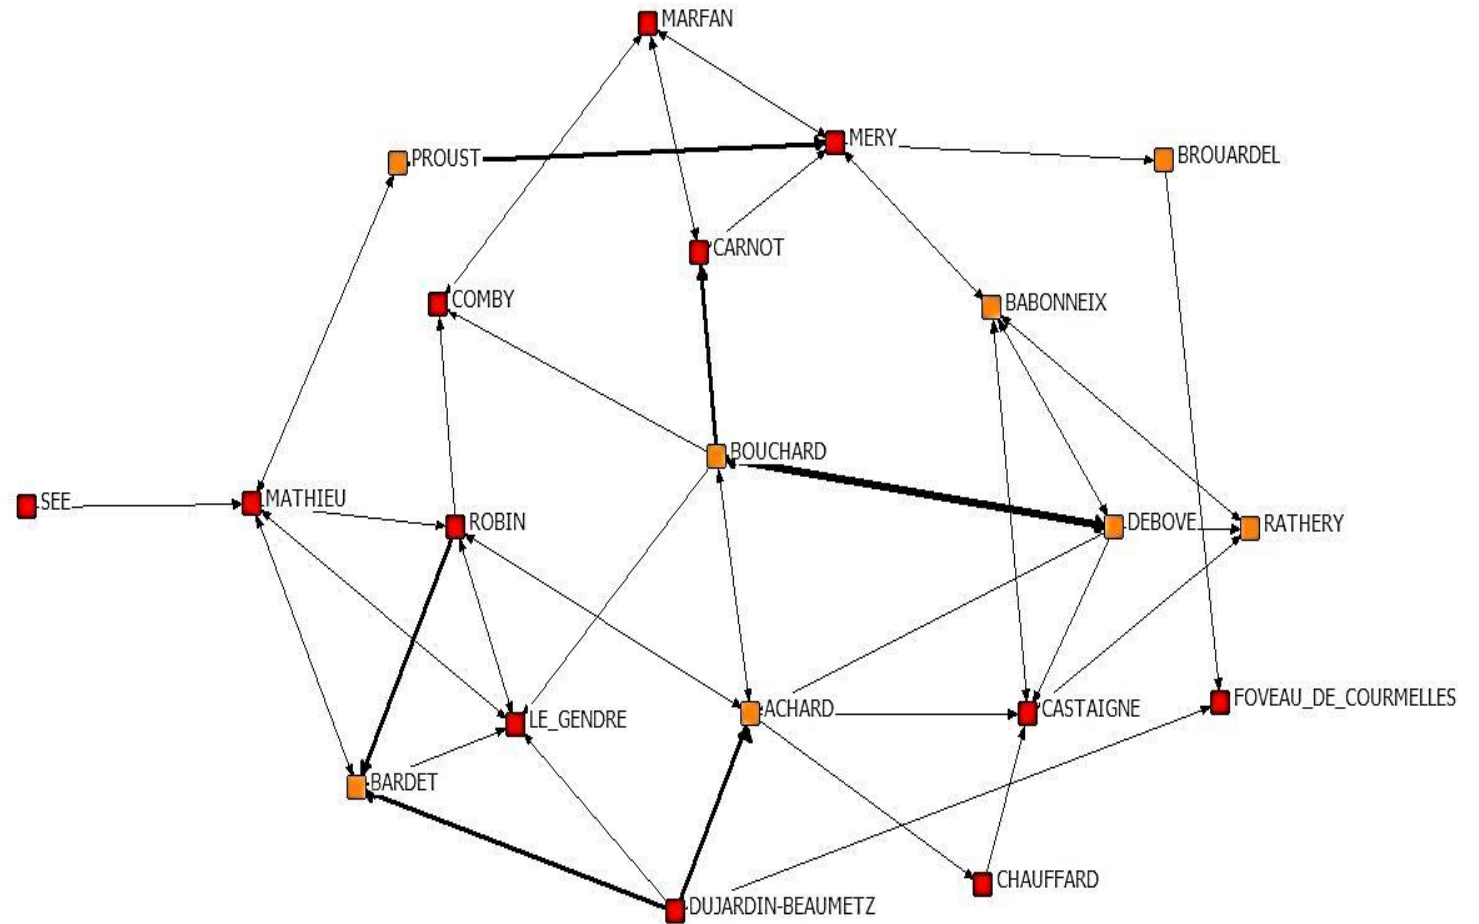 MARFAN
MERY
PROUST
BROUARDEL
CARNOT
COMBY
BABONNEIX
BOUCHARD
SEE
MATHIEU
ROBIN
DEBOVE
RATHERY
LE_GENDRE
ACHARD
CASTAIGNE
FOVEAU_DE_COURMELLES
BARDET
CHAUFFARD
DUJARDIN-BEAUMETZ